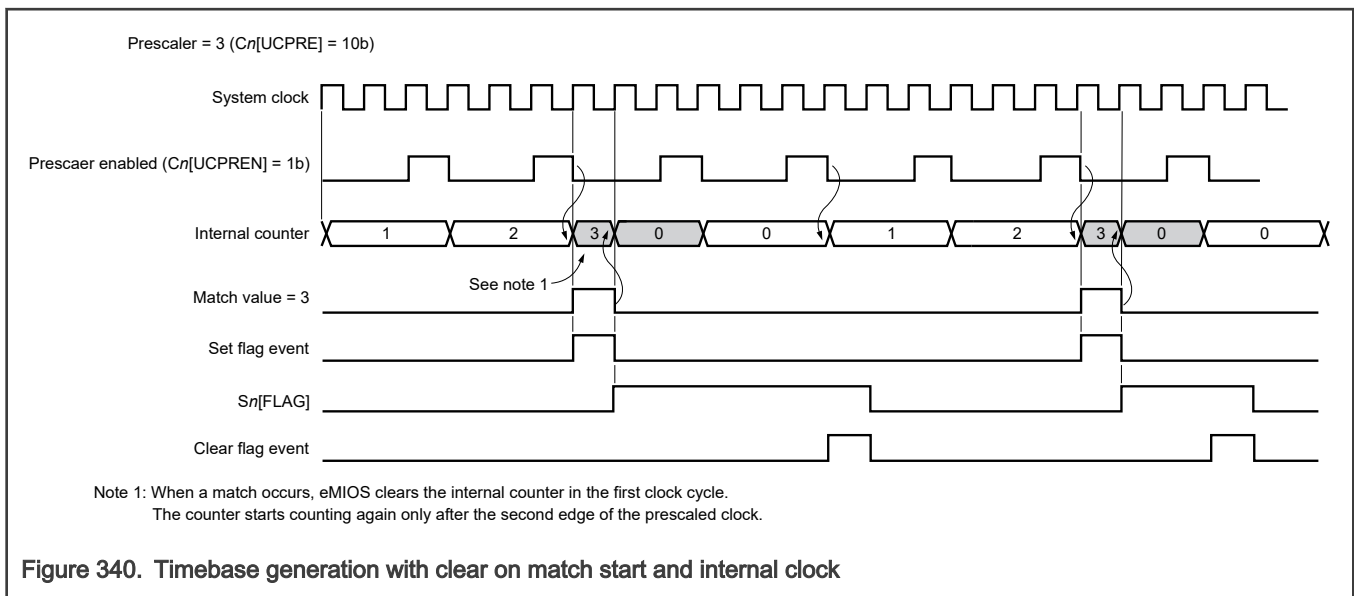 Prescaler = 3 (Cn[UCPRE] = 10b)
System clock
Prescaer enabled (Cn[UCPREN] = 1b)
Internal counter 1 2 3 0 0 1 2 3 0 0
See note 1
Match value = 3
Set flag event
Sn[FLAG]
Clear flag event
Note 1: When a match occurs, eMIOS clears the internal counter in the first clock cycle.
The counter starts counting again only after the second edge of the prescaled clock.
Figure 340. Timebase generation with clear on match start and internal clock